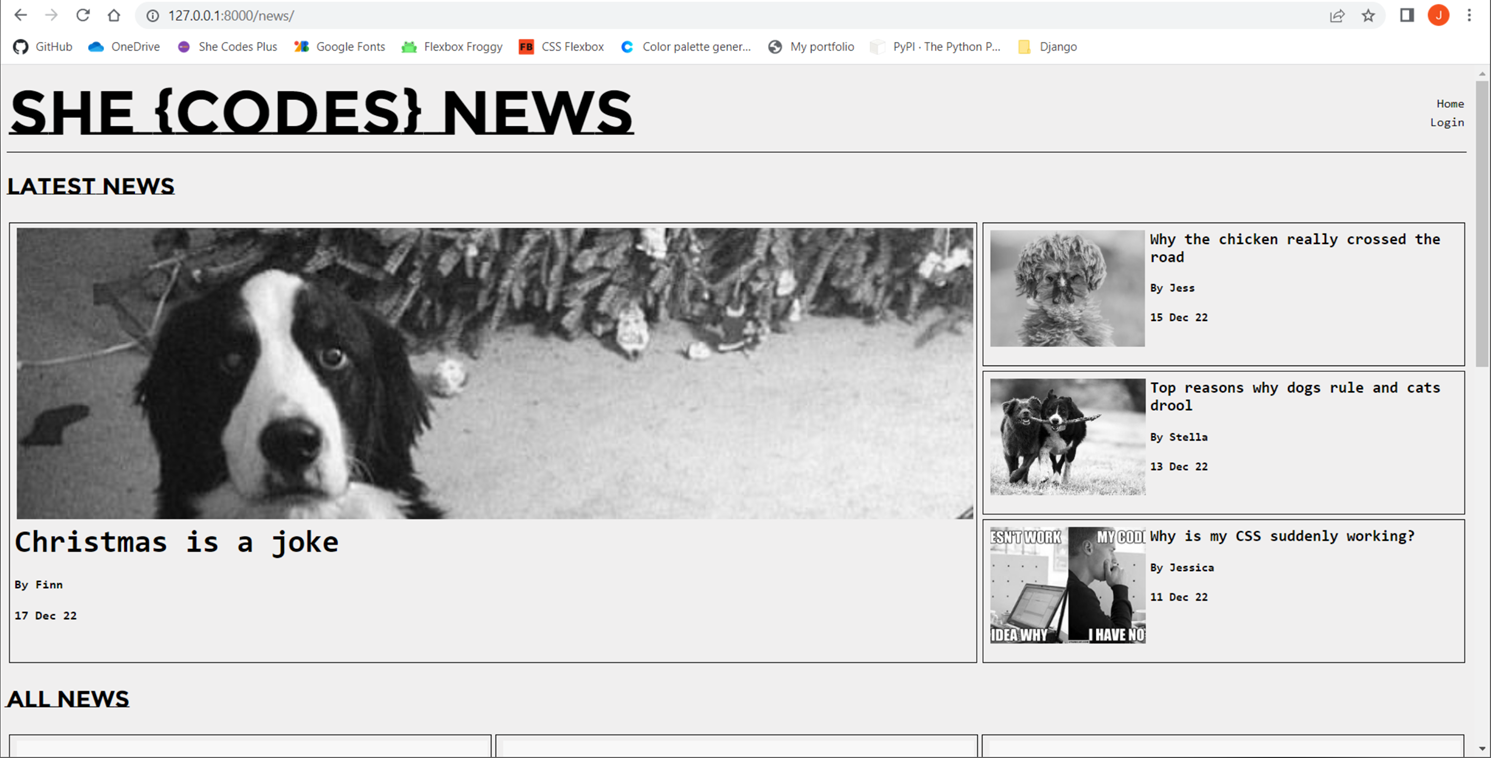 127.0.0.1:8000/news/
J
GitHub OneDrive She Codes Plus Google Fonts Flexbox Froggy FB CSS Flexbox Color palette gener... My portfolio PyPI · The Python P... Django
SHE {CODES} NEWS
Home
Login
LATEST NEWS
Christmas is a joke
By Finn
17 Dec 22
Why the chicken really crossed the
road
By Jess
15 Dec 22
Top reasons why dogs rule and cats
drool
By Stella
13 Dec 22
ESN'T WORK MY CODE
IDEA WHY I HAVE NO
Why is my CSS suddenly working?
By Jessica
11 Dec 22
ALL NEWS